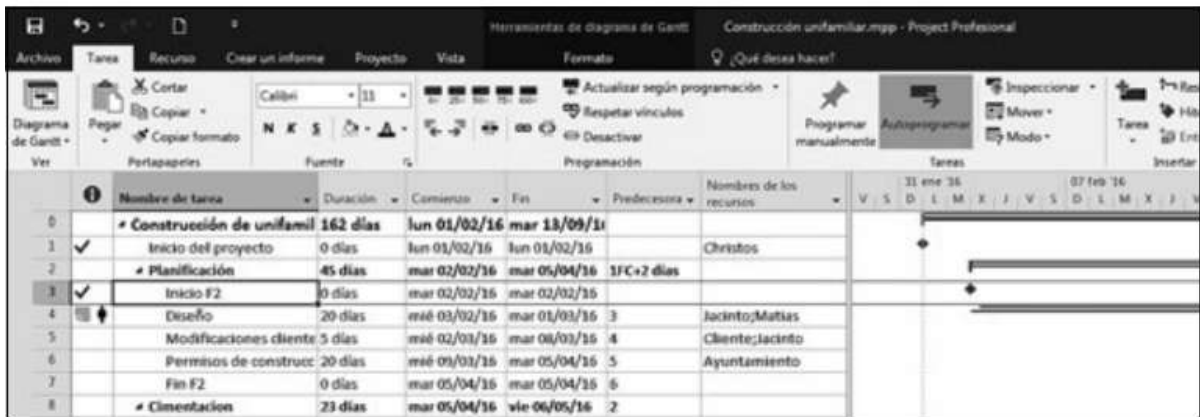 Herramientas de diagrama de Gantt Construcción unifamiliar.mpp - Project Profesional
Archivo Tarea Recurso Crear un informe Proyecto Vista Formato ¿Qué desea hacer?
Diagrama de Gantt
Ver
Pegar
Cortar
Copiar
Copiar formato
Portapapeles
Calibri 11
N K S
Fuente
Actualizar según programación
Respetar vínculos
Desactivar
Programación
Programar manualmente
Autoprogramar
Inspeccionar
Mover
Modo
Tareas
Tarea
Insertar
Nombre de tarea Duración Comienzo Fin Predecesora Nombres de los recursos
31 ene '16 07 feb '16
V S D L M X J V S D L M X J V
0 Construcción de unifamil 162 días lun 01/02/16 mar 13/09/1
1 Inicio del proyecto 0 días lun 01/02/16 lun 01/02/16 Christos
2 Planificación 45 días mar 02/02/16 mar 05/04/16 1FC+2 días
3 Inicio F2 0 días mar 02/02/16 mar 02/02/16
4 Diseño 20 días mié 03/02/16 mar 01/03/16 3 Jacinto;Matias
5 Modificaciones cliente 5 días mié 02/03/16 mar 08/03/16 4 Cliente;Jacinto
6 Permisos de construcc 20 días mié 09/03/16 mar 05/04/16 5 Ayuntamiento
7 Fin F2 0 días mar 05/04/16 mar 05/04/16 6
8 Cimentacion 23 días mar 05/04/16 vie 06/05/16 2